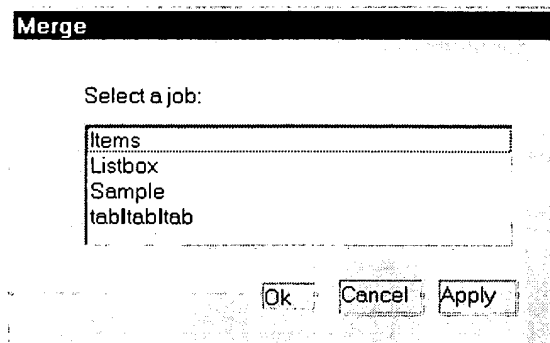 Merge
Select a job:
Items
Listbox
Sample
tabltabltab
Ok Cancel Apply